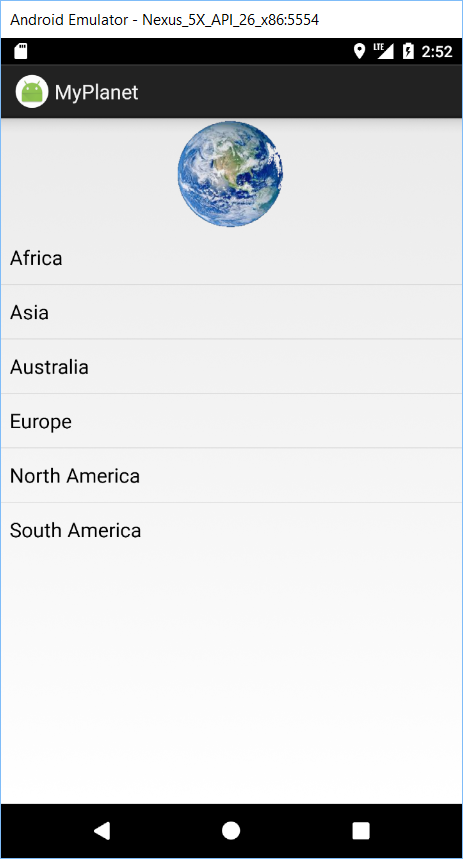 Android Emulator - Nexus_5X_API_26_x86:5554
LTE 2:52
MyPlanet
Africa
Asia
Australia
Europe
North America
South America